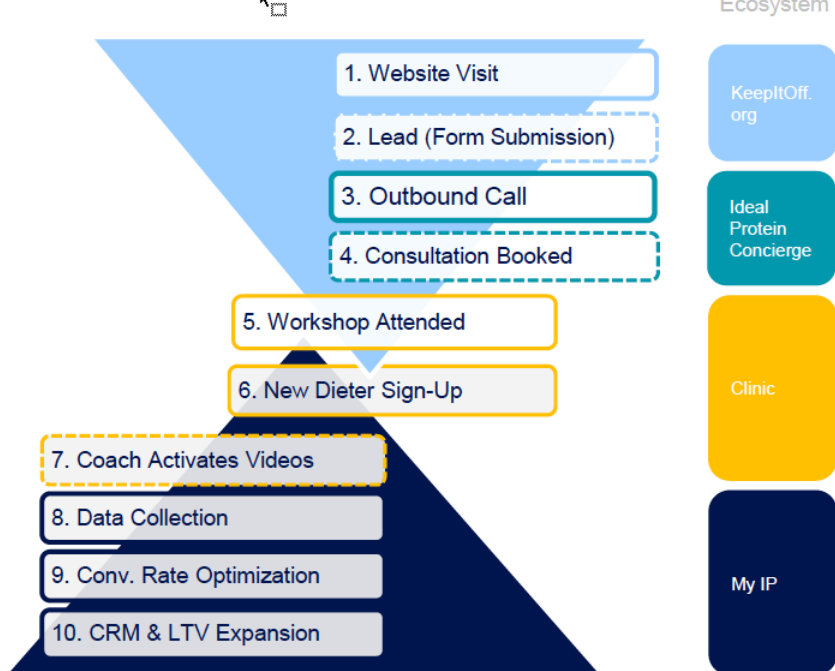 Ecosystem
1. Website Visit
2. Lead (Form Submission)
3. Outbound Call
4. Consultation Booked
5. Workshop Attended
6. New Dieter Sign-Up
7. Coach Activates Videos
8. Data Collection
9. Conv. Rate Optimization
10. CRM & LTV Expansion
KeepItOff.
org
Ideal
Protein
Concierge
Clinic
My IP